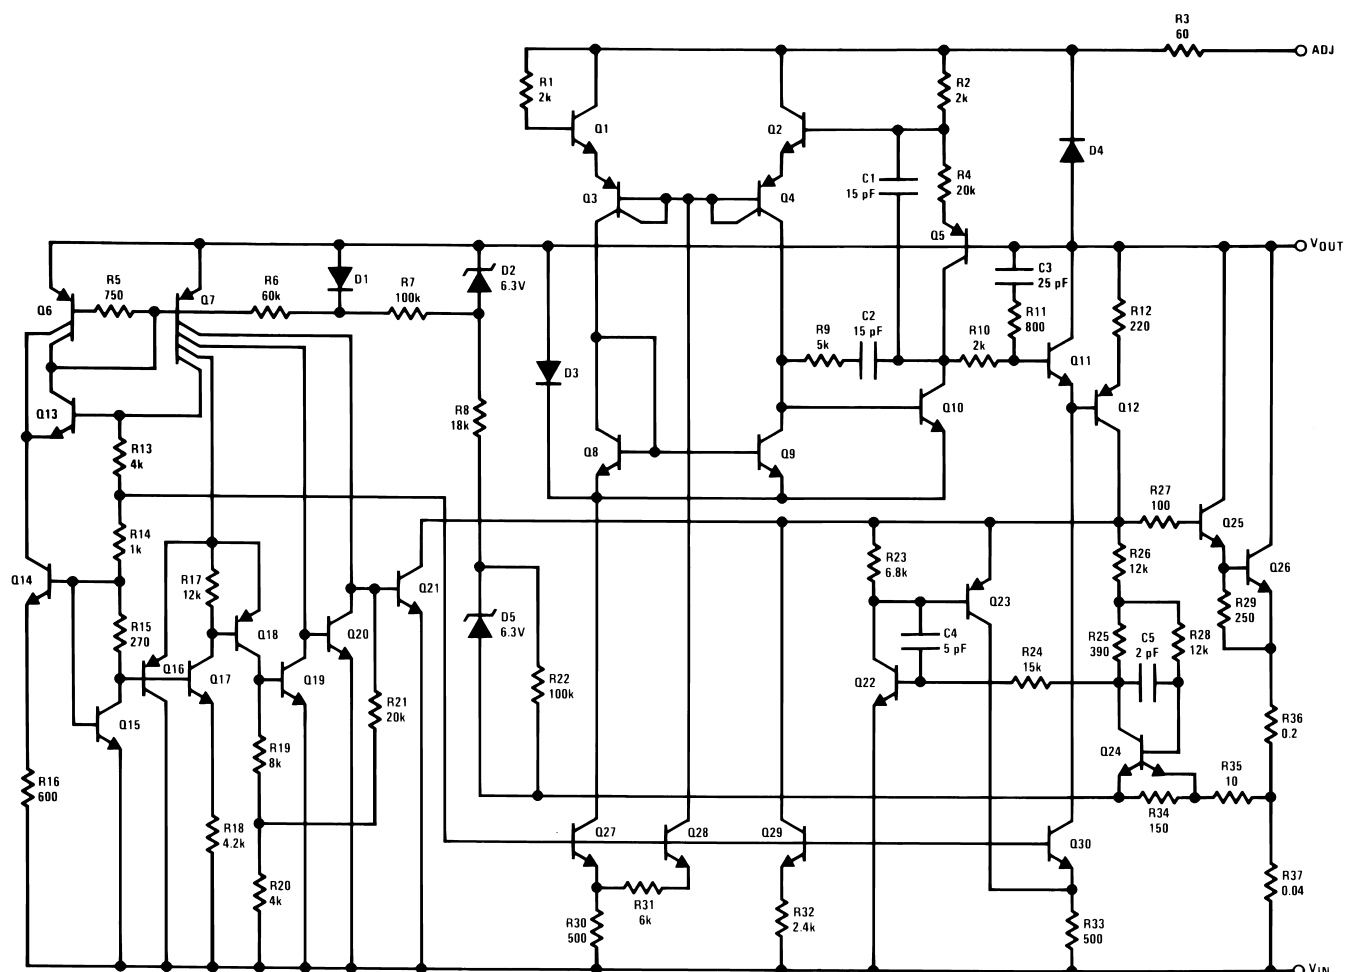 R3
60
ADJ
R1
2k
R2
2k
Q1
Q2
D4
C1
15 pF
R4
20k
Q3
Q4
Q5
VOUT
R5
750
Q6
Q7
R6
60k
D1
R7
100k
D2
6.3V
C3
25 pF
R11
800
R12
220
R9
5k
C2
15 pF
R10
2k
Q11
D3
Q13
R8
18k
Q10
Q12
R13
4k
Q8
Q9
R27
100
Q25
R14
1k
R23
6.8k
R26
12k
Q14
R17
12k
Q21
Q26
Q23
R29
250
R15
270
D5
6.3V
Q18
Q20
C4
5 pF
R25
390
C5
2 pF
R28
12k
Q16
Q17
Q19
R22
100k
R24
15k
Q22
R21
20k
Q15
R36
0.2
R19
8k
Q24
R16
600
R35
10
R34
150
R18
4.2k
Q27
Q28
Q29
Q30
R20
4k
R37
0.04
R31
6k
R30
500
R32
2.4k
R33
500
VIN